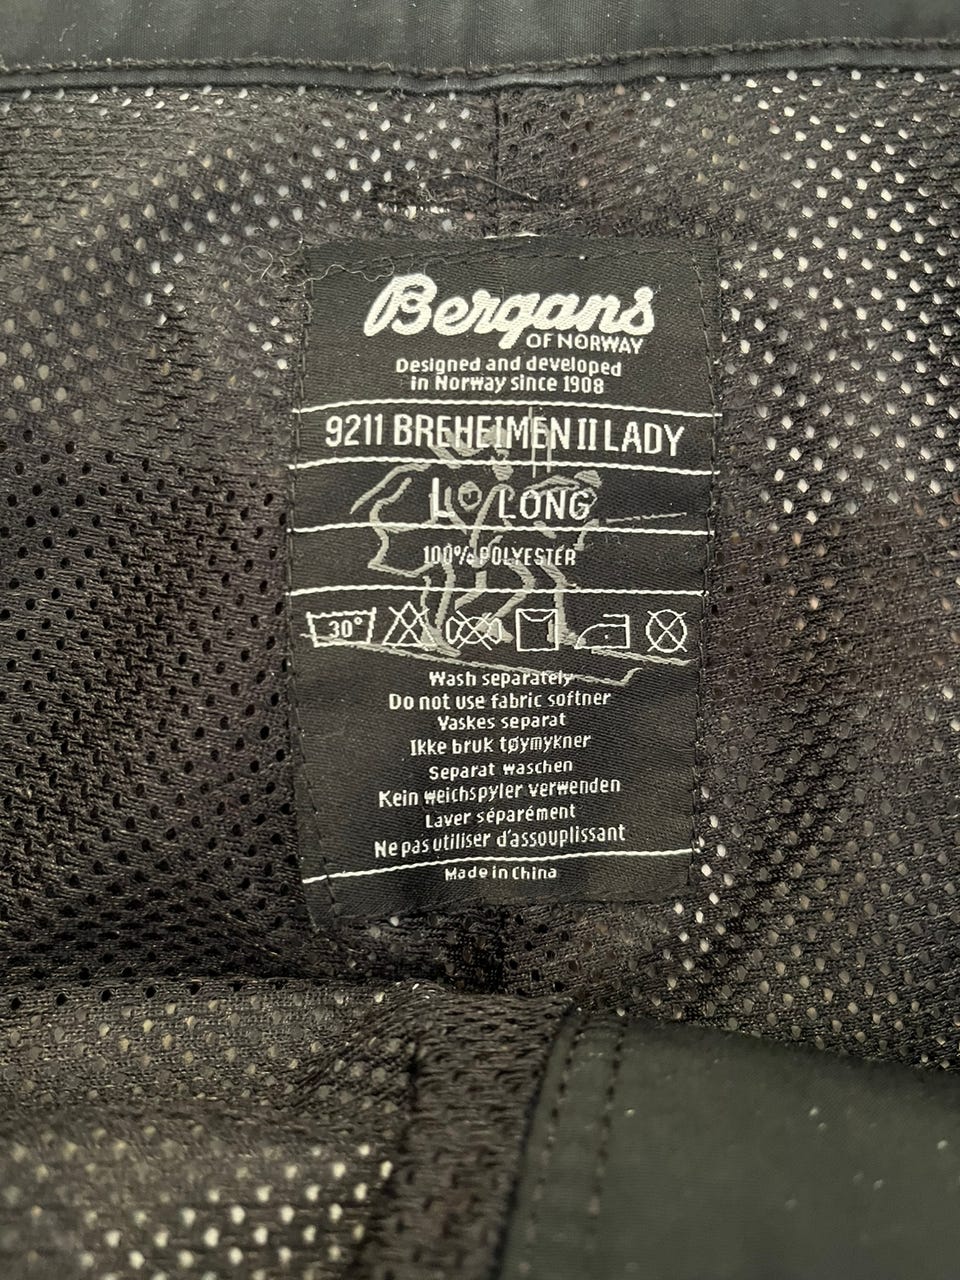 Bergans
OF NORWAY
Designed and developed
in Norway since 1908
9211 BREHEIMEN II LADY
L LONG
100% POLYESTER
30°
Wash separately
Do not use fabric softner
Vaskes separat
Ikke bruk tøymykner
Separat waschen
Kein weichspyler verwenden
Laver séparément
Ne pas utiliser d'assouplissant
Made in China